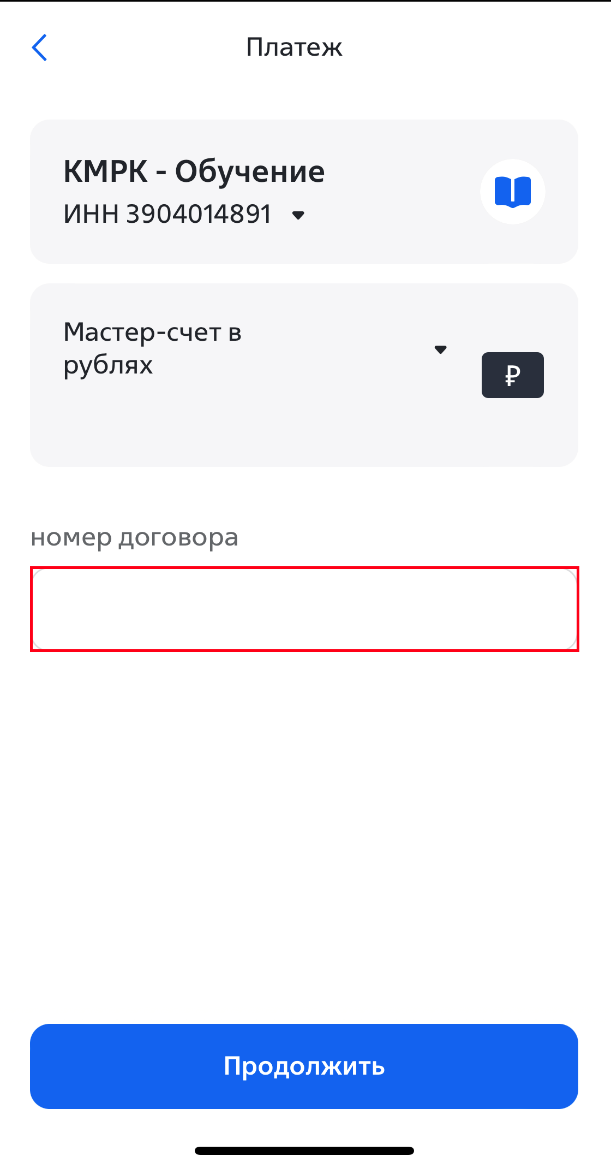 Платеж
КМРК - Обучение
ИНН 3904014891
Мастер-счет в
рублях
₽
номер договора
Продолжить